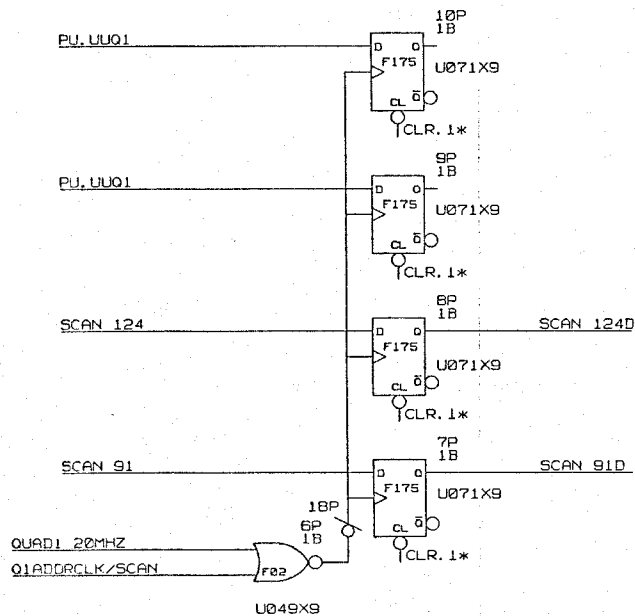 10P
1B
PU.UUQ1
D Q
F175
U071X9
Q
CL
CLR.1*
9P
1B
PU.UUQ1
D Q
F175
U071X9
Q
CL
CLR.1*
8P
1B
SCAN 124
D Q
SCAN 124D
F175
U071X9
Q
CL
CLR.1*
7P
1B
SCAN 91
D Q
SCAN 91D
F175
U071X9
18P
Q
6P
1B
CL
QUAD1 20MHZ
CLR.1*
Q1ADDRCLK/SCAN
F02
U049X9